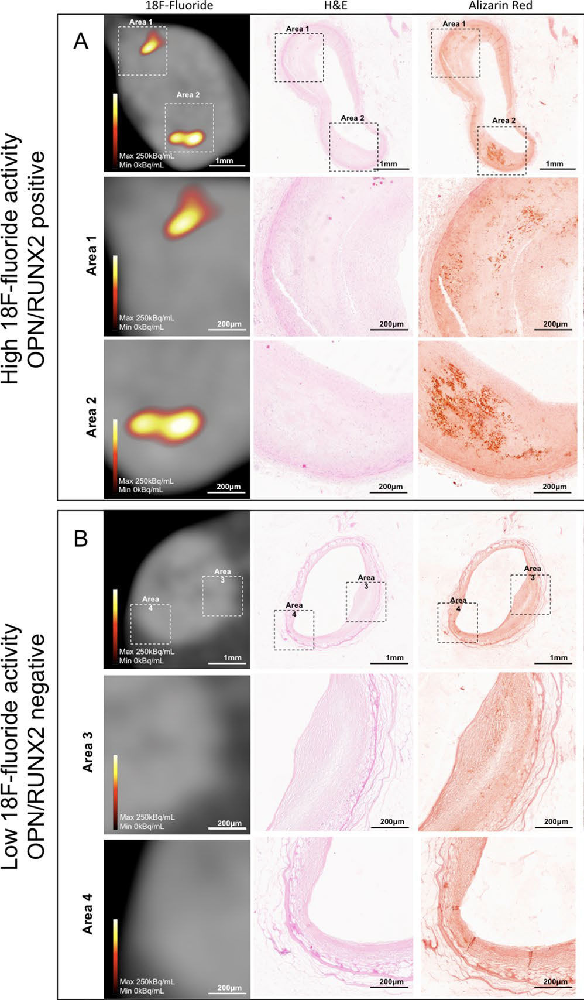 18F-Fluoride
H&E
Alizarin Red
High 18F-fluoride activity
OPN/RUNX2 positive
A
Area 1
Area 2
Max 250kBq/mL
Min 0kBq/mL
1mm
Area 1
Area 2
1mm
Area 1
Area 2
1mm
Area 1
Max 250kBq/mL
Min 0kBq/mL
200µm
200µm
200µm
Area 2
Max 250kBq/mL
Min 0kBq/mL
200µm
200µm
200µm
Low 18F-fluoride activity
OPN/RUNX2 negative
B
Area
3
Area
4
Max 250kBq/mL
Min 0kBq/mL
1mm
Area
3
Area
4
1mm
Area
3
Area
4
1mm
Area 3
Max 250kBq/mL
Min 0kBq/mL
200µm
200µm
200µm
Area 4
Max 250kBq/mL
Min 0kBq/mL
200µm
200µm
200µm